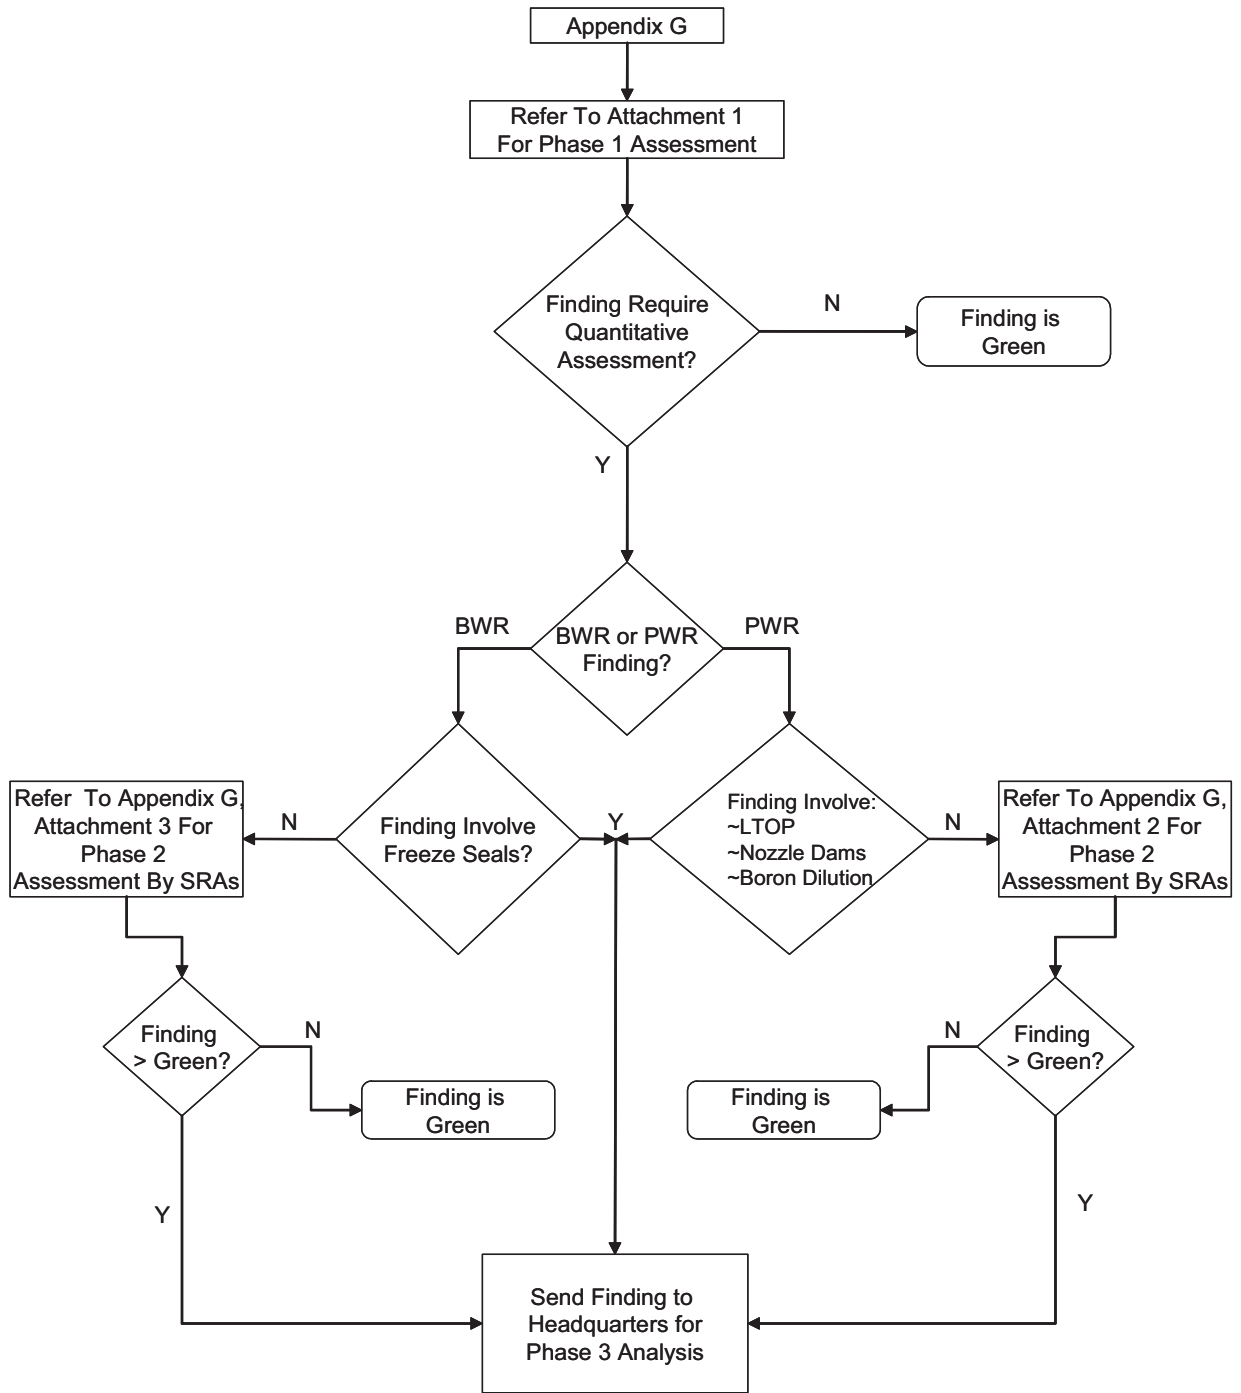 Appendix G
Refer To Attachment 1
For Phase 1 Assessment
Finding Require
Quantitative
Assessment?
N
Finding is
Green
Y
BWR
BWR or PWR
Finding?
PWR
Refer To Appendix G,
Attachment 3 For
Phase 2
Assessment By SRAs
N
Finding Involve
Freeze Seals?
Y
Finding Involve:
~LTOP
~Nozzle Dams
~Boron Dilution
N
Refer To Appendix G,
Attachment 2 For
Phase 2
Assessment By SRAs
Finding
> Green?
N
Finding is
Green
N
Finding
> Green?
Finding is
Green
Y
Y
Send Finding to
Headquarters for
Phase 3 Analysis